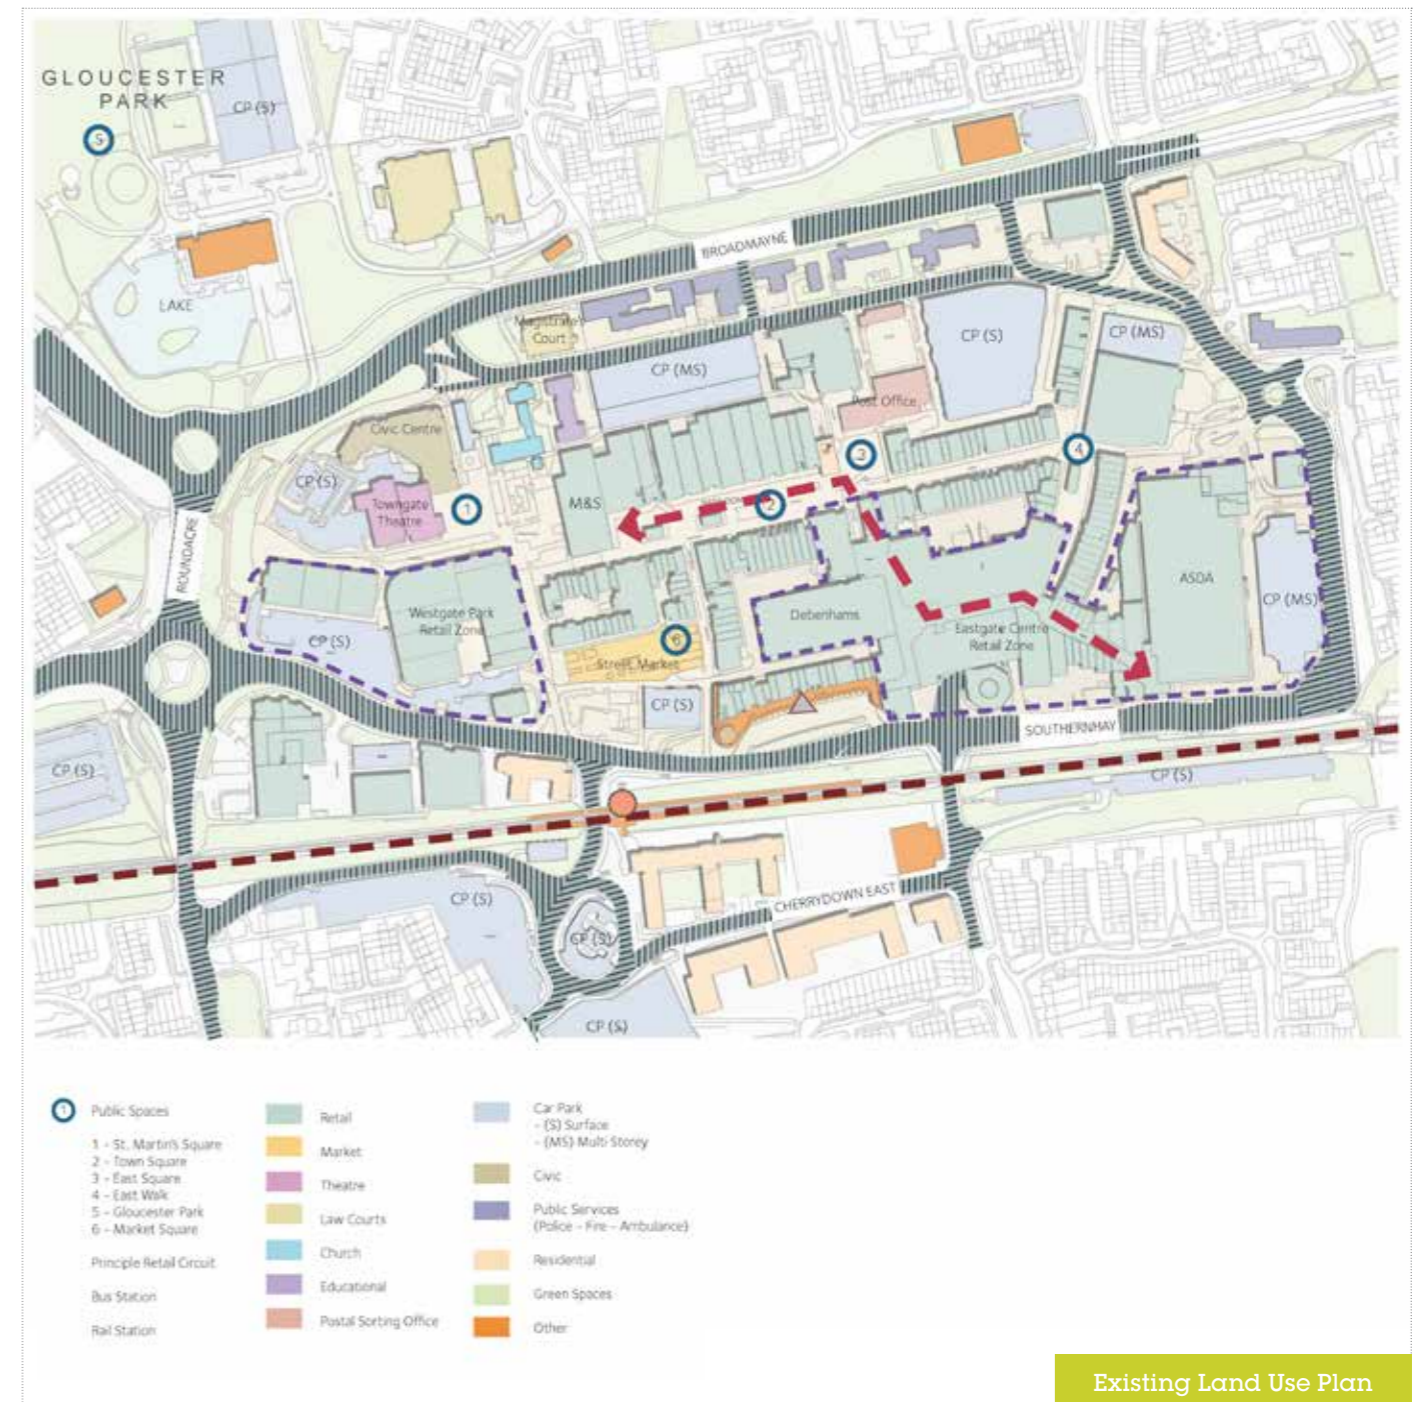 GLOUCESTER
PARK
5
CP (S)
LAKE
BROADMAYNE
Magistrate's
Court
CP (MS)
CP (S)
CP (MS)
Post Office
Civic Centre
CP (S)
Towngate
Theatre
1
M&S
2
3
4
ROUNDACRE
ASDA
CP (MS)
Westgate Park
Retail Zone
CP (S)
Debenhams
Eastgate Centre
Retail Zone
6
Street Market
CP (S)
SOUTHERNHAY
CP (S)
CP (S)
CP (S)
CHERRYDOWN EAST
CP (S)
CP (S)
1 Public Spaces
1 - St. Martin's Square
2 - Town Square
3 - East Square
4 - East Walk
5 - Gloucester Park
6 - Market Square
Principle Retail Circuit
Bus Station
Rail Station
Retail
Market
Theatre
Law Courts
Church
Educational
Postal Sorting Office
Car Park
- (S) Surface
- (MS) Multi Storey
Civic
Public Services
(Police - Fire - Ambulance)
Residential
Green Spaces
Other
Existing Land Use Plan